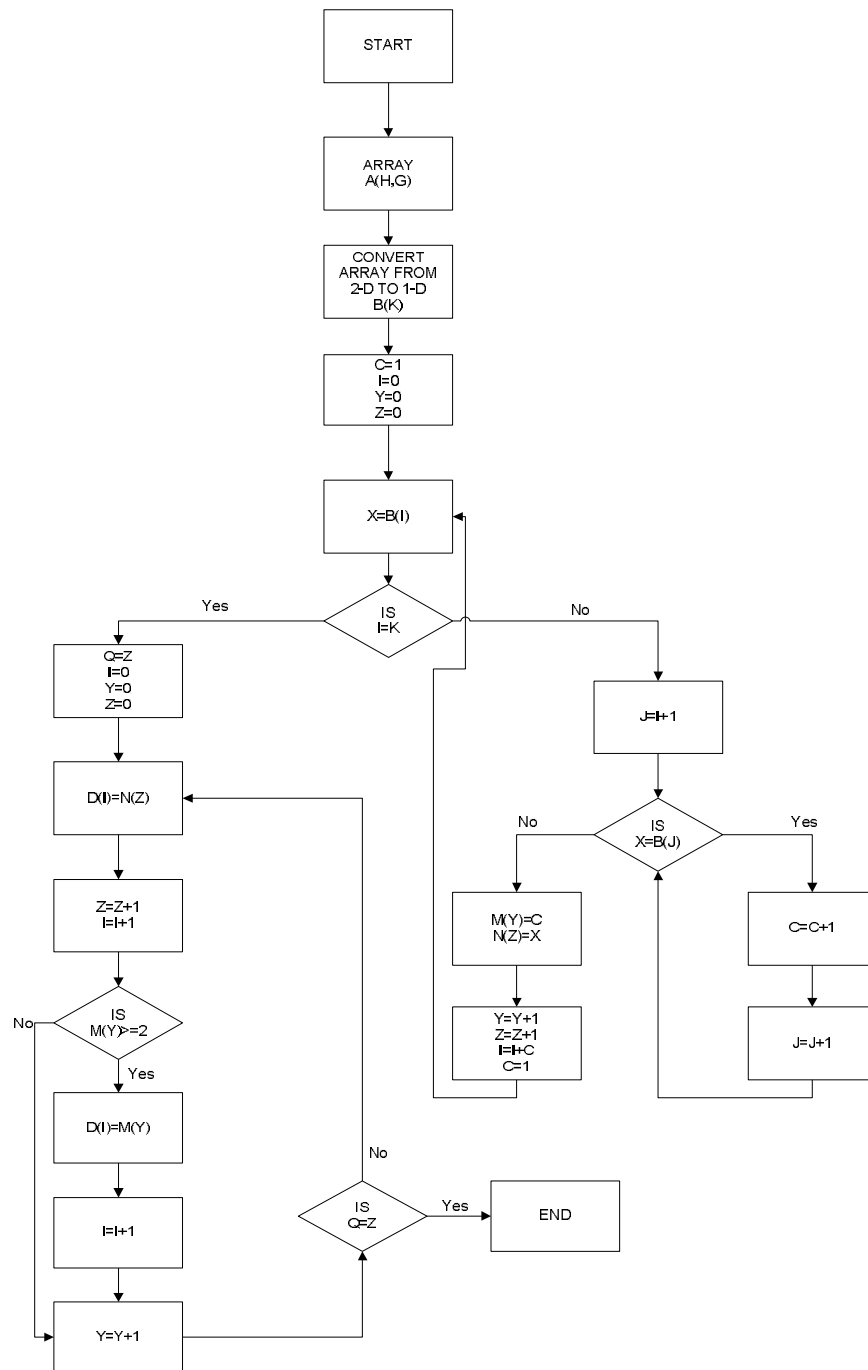 START
ARRAY
A(H,G)
CONVERT
ARRAY FROM
2-D TO 1-D
B(K)
C=1
I=0
Y=0
Z=0
X=B(I)
IS
I=K
Yes
No
Q=Z
I=0
Y=0
Z=0
J=I+1
D(I)=N(Z)
IS
X=B(J)
No
Yes
Z=Z+1
I=I+1
M(Y)=C
N(Z)=X
C=C+1
IS
M(Y)>=2
No
Yes
Y=Y+1
Z=Z+1
I=I+C
C=1
J=J+1
D(I)=M(Y)
I=I+1
IS
Q=Z
No
Yes
END
Y=Y+1